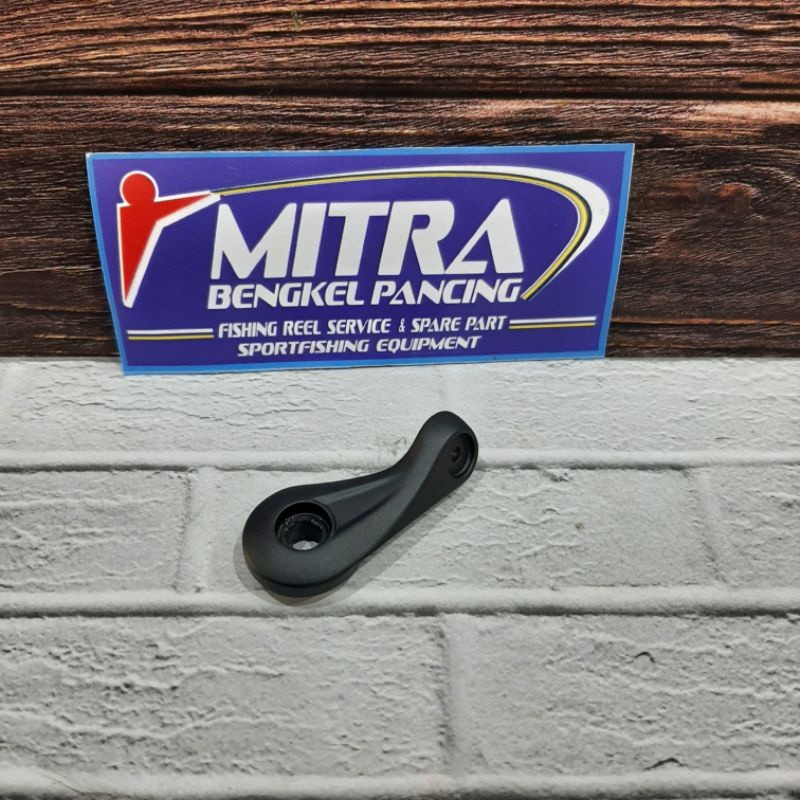 MITRA
BENGKEL PANCING
FISHING REEL SERVICE & SPARE PART
SPORTFISHING EQUIPMENT